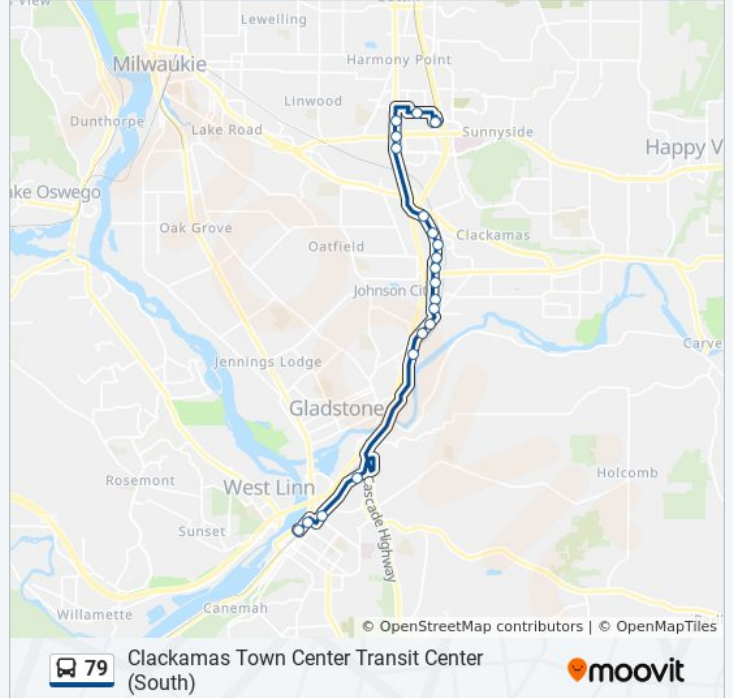 View
Lewelling
Milwaukie
Harmony Point
Linwood
Dunthorpe
Lake Road
Sunnyside
Happy V
ke Oswego
Oak Grove
Oatfield
Clackamas
Johnson Cit
Carve
Jennings Lodge
Gladstone
Rosemont
West Linn
Holcomb
Cascade Highway
Sunset
Willamette
Canemah
© OpenStreetMap contributors | © OpenMapTiles
79 Clackamas Town Center Transit Center
(South)
moovit